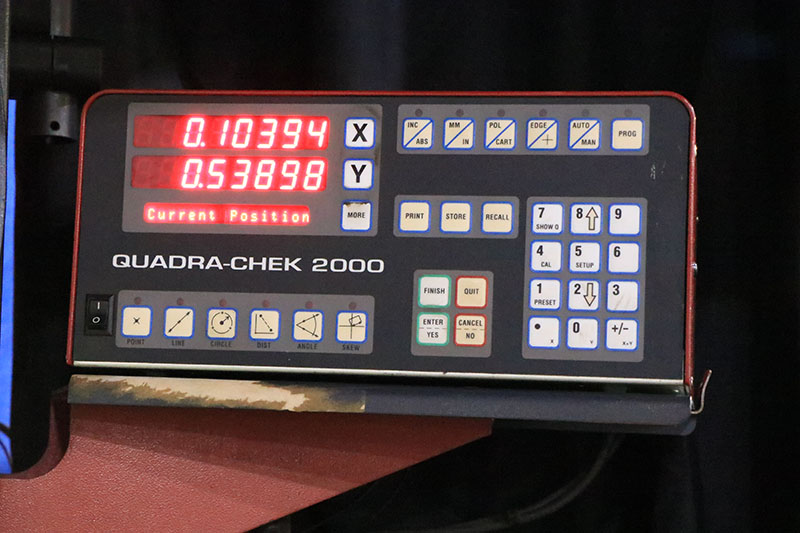 0.10394 X
0.53898 Y
Current Position MORE
INC/ABS MM/IN POL/CART EDGE AUTO/MAN PROG
PRINT STORE RECALL
QUADRA-CHEK 2000
7 SHOW Ø 8 9
4 CAL 5 SETUP 6
1 PRESET 2 3
• X 0 Y +/- X+Y
FINISH QUIT
ENTER YES CANCEL NO
POINT LINE CIRCLE DIST ANGLE SKEW